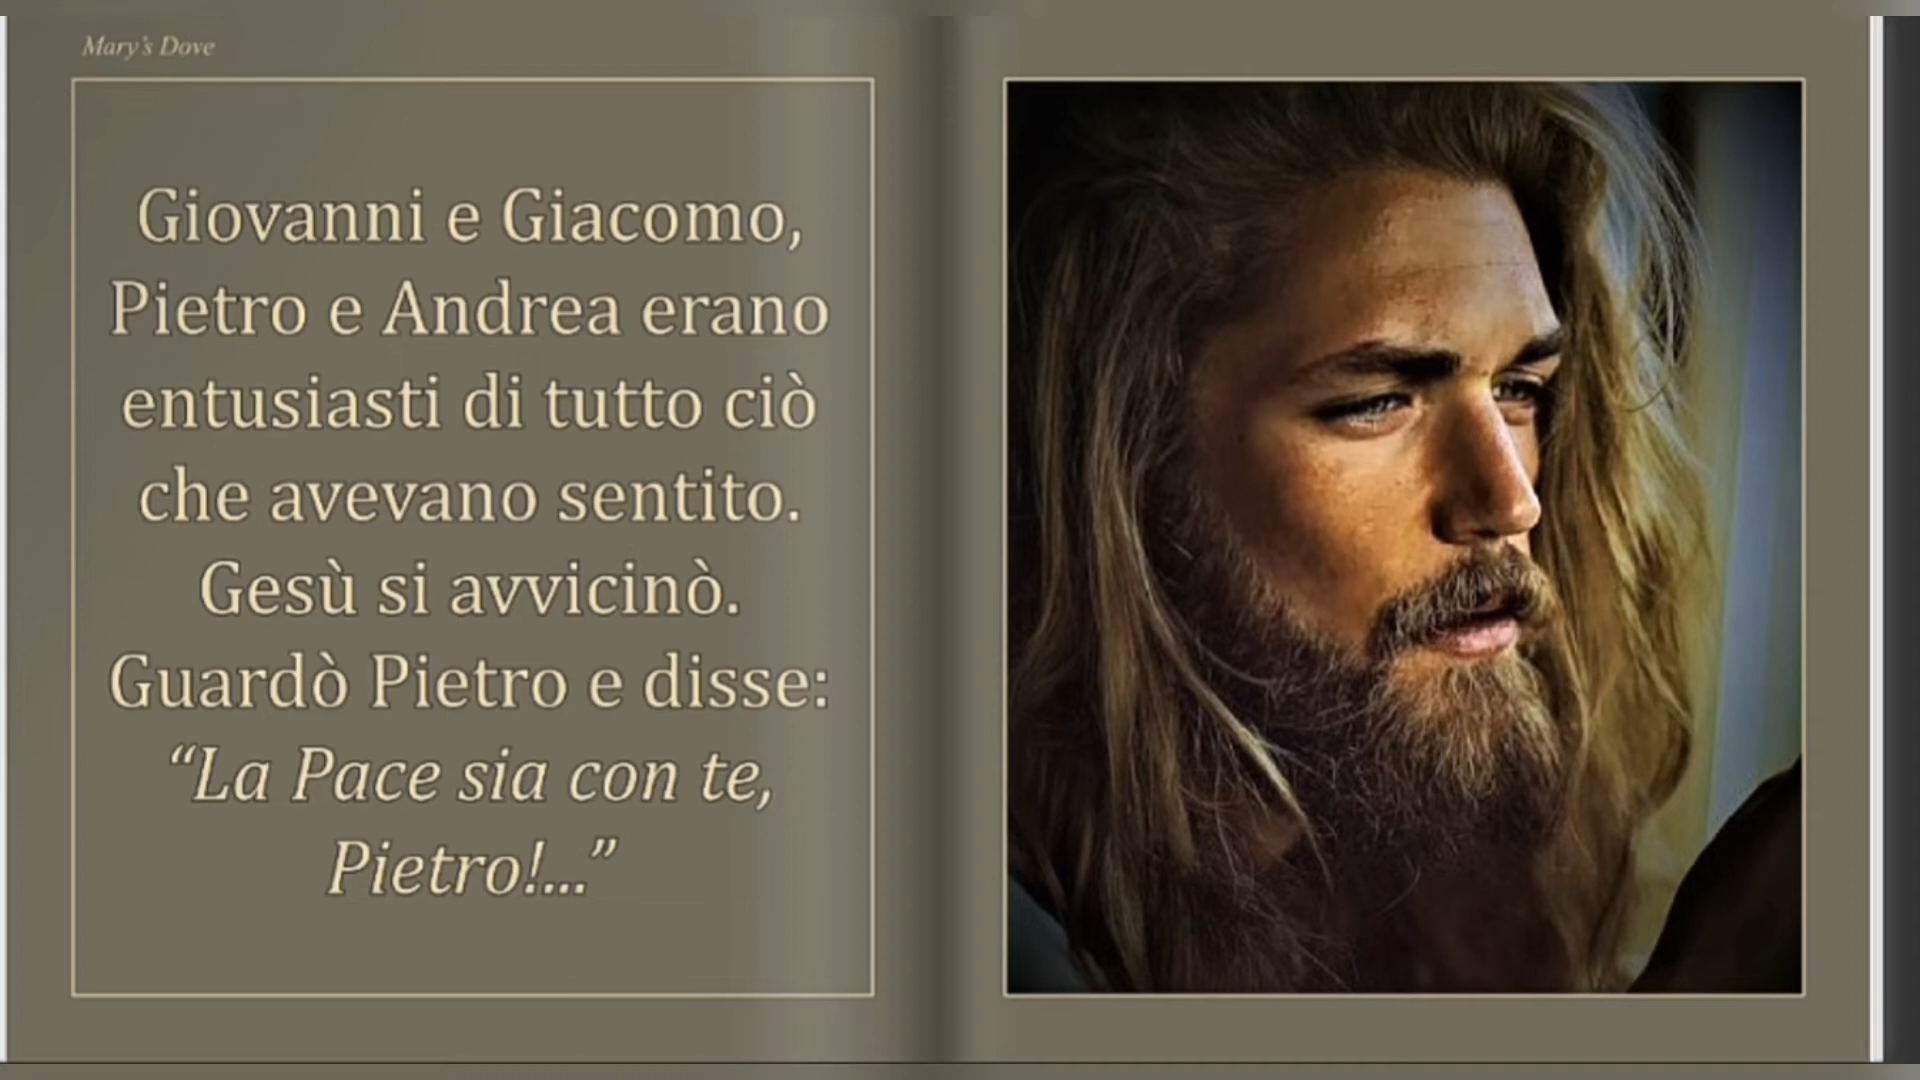 Mary's Dove
Giovanni e Giacomo,
Pietro e Andrea erano
entusiasti di tutto ciò
che avevano sentito.
Gesù si avvicinò.
Guardò Pietro e disse:
“La Pace sia con te,
Pietro!...”